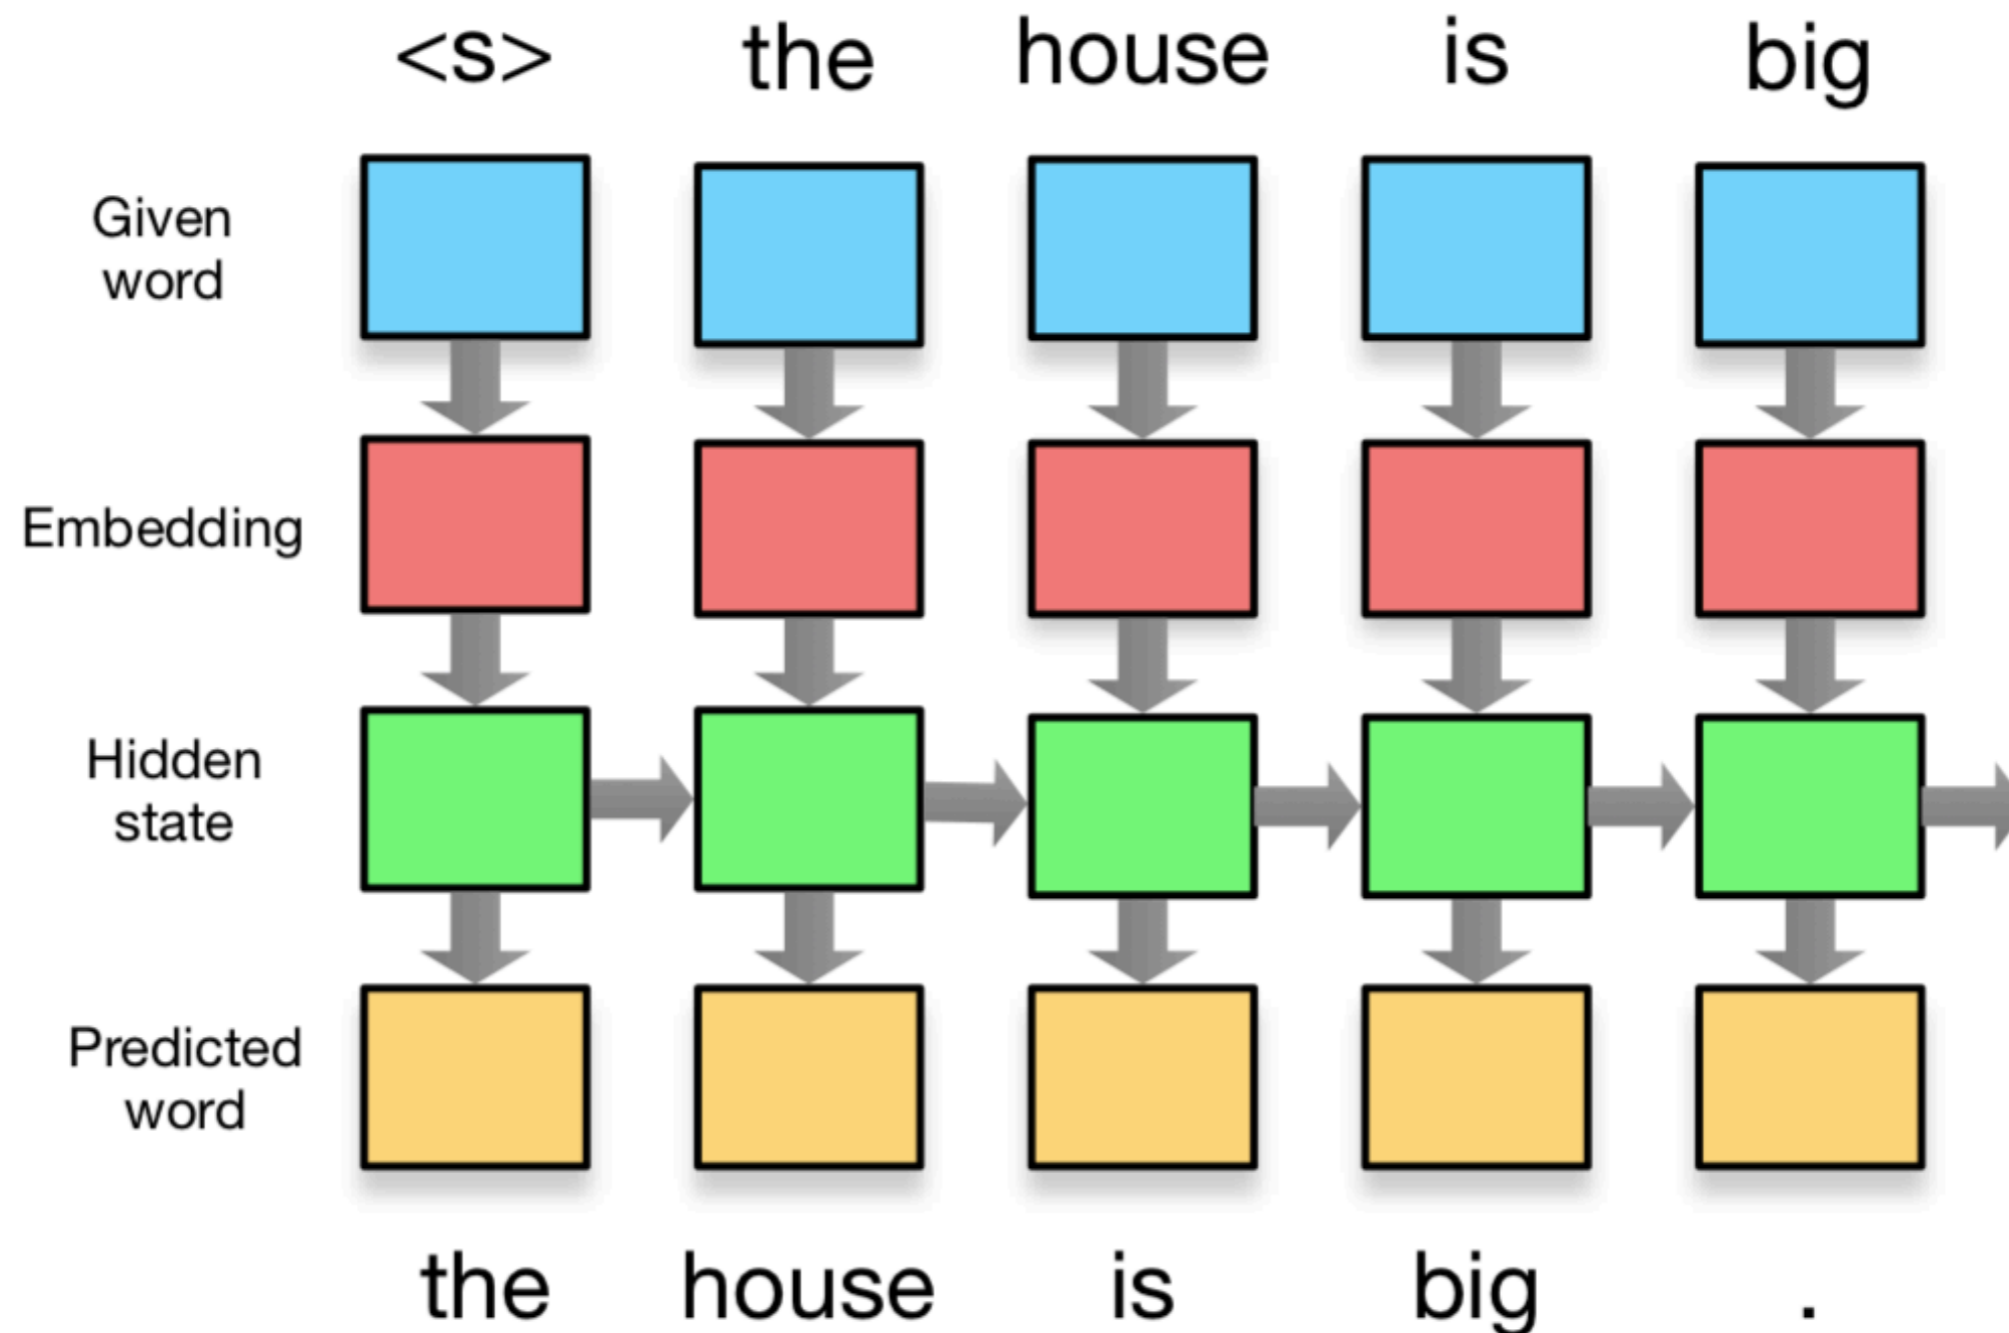 <s> the house is big
Given
word
Embedding
Hidden
state
Predicted
word
the house is big .